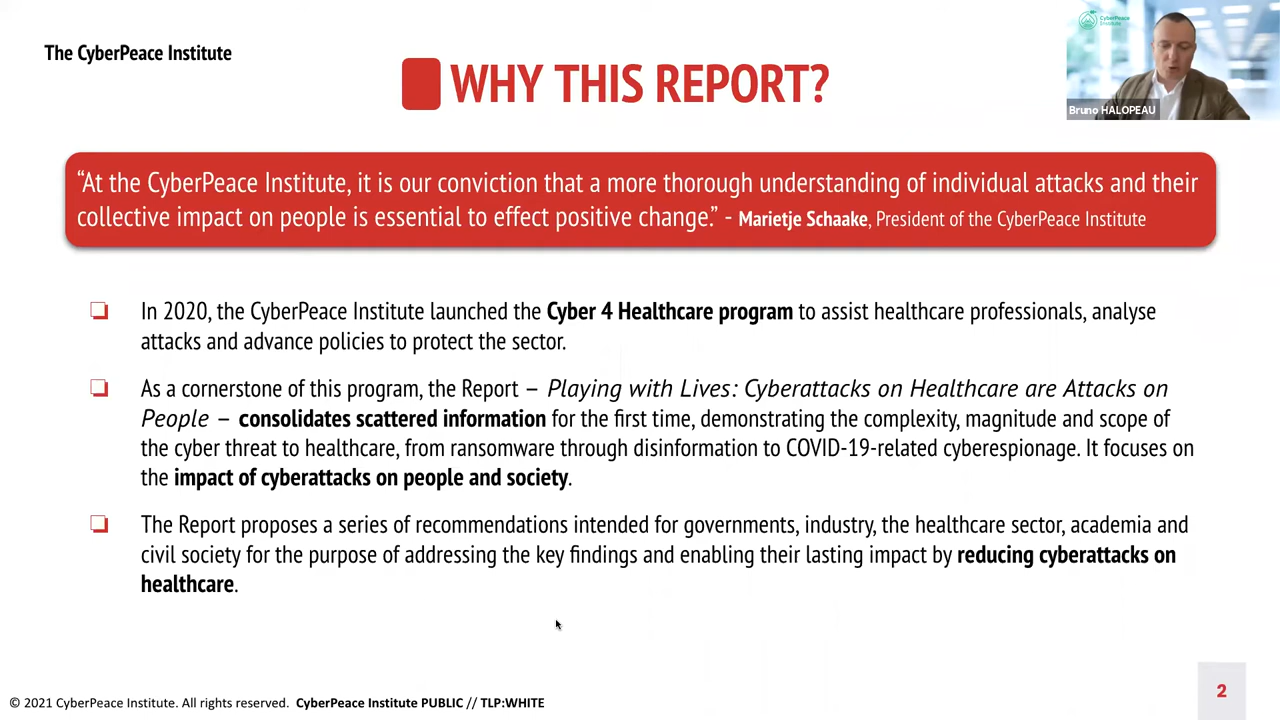 The CyberPeace Institute
WHY THIS REPORT?
CyberPeace
Institute
Bruno HALOPEAU
“At the CyberPeace Institute, it is our conviction that a more thorough understanding of individual attacks and their
collective impact on people is essential to effect positive change.” - Marietje Schaake, President of the CyberPeace Institute
In 2020, the CyberPeace Institute launched the Cyber 4 Healthcare program to assist healthcare professionals, analyse
attacks and advance policies to protect the sector.
As a cornerstone of this program, the Report – Playing with Lives: Cyberattacks on Healthcare are Attacks on
People – consolidates scattered information for the first time, demonstrating the complexity, magnitude and scope of
the cyber threat to healthcare, from ransomware through disinformation to COVID-19-related cyberespionage. It focuses on
the impact of cyberattacks on people and society.
The Report proposes a series of recommendations intended for governments, industry, the healthcare sector, academia and
civil society for the purpose of addressing the key findings and enabling their lasting impact by reducing cyberattacks on
healthcare.
© 2021 CyberPeace Institute. All rights reserved. CyberPeace Institute PUBLIC // TLP:WHITE
2